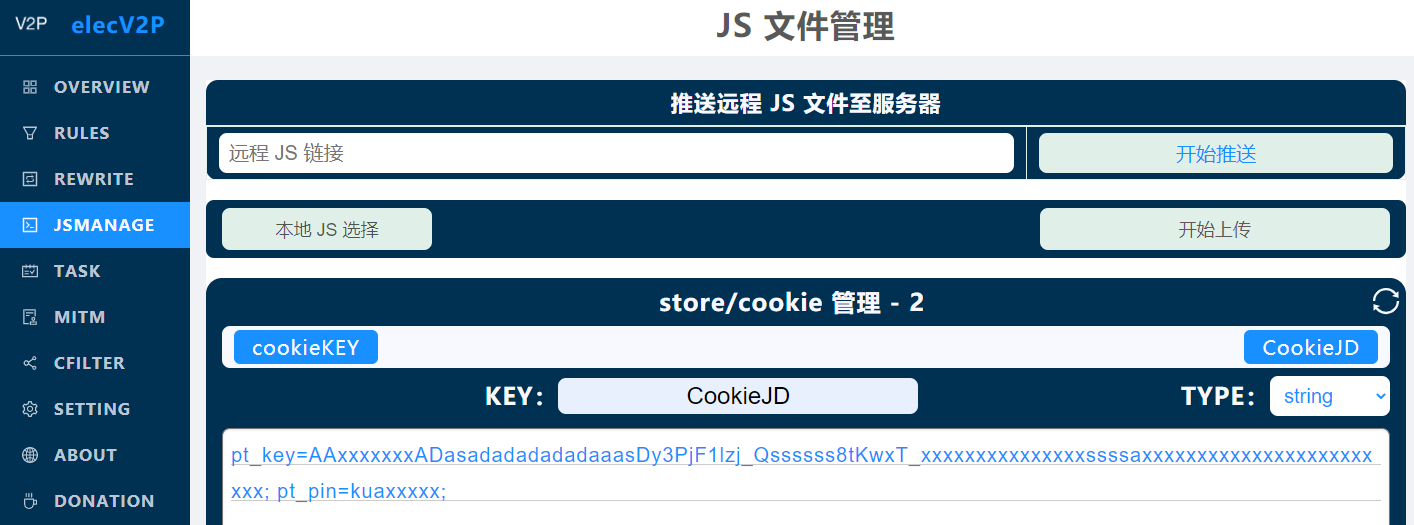 V2P elecV2P
OVERVIEW
RULES
REWRITE
JSMANAGE
TASK
MITM
CFILTER
SETTING
ABOUT
DONATION
JS 文件管理
推送远程 JS 文件至服务器
远程 JS 链接 开始推送
本地 JS 选择 开始上传
store/cookie 管理 - 2
cookieKEY CookieJD
KEY: CookieJD TYPE: string
pt_key=AAxxxxxxxADasadadadadadaaasDy3PjF1lzj_Qssssss8tKwxT_xxxxxxxxxxxxxxxssssaxxxxxxxxxxxxxxxxxxxxx
xxx; pt_pin=kuaxxxxx;